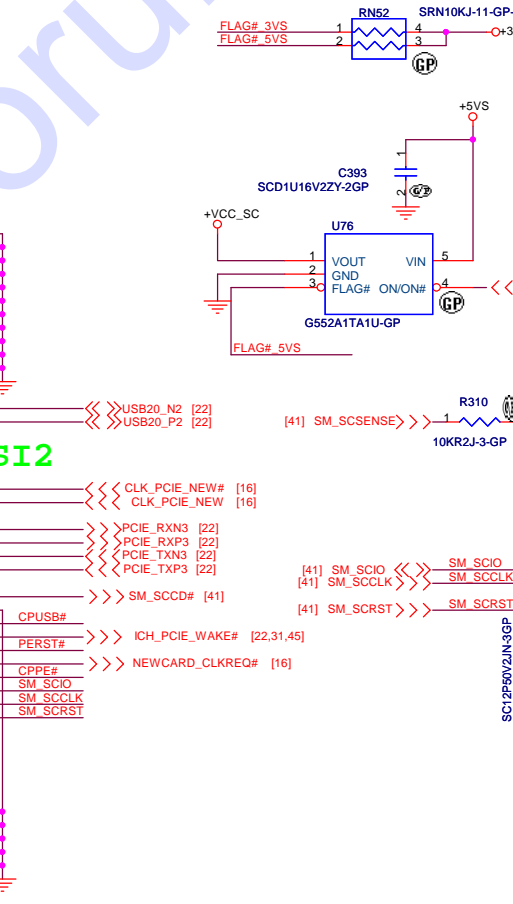 RN52
SRN10KJ-11-GP-
FLAG#_3VS
1
4
+3
FLAG#_5VS
2
3
GP
+5VS
1
C393
SCD1U16V2ZY-2GP
2
+VCC_SC
U76
1
VOUT
VIN
5
2
GND
3
FLAG#
ON/ON#
4
GP
G552A1TA1U-GP
FLAG#_5VS
USB20_N2 [22]
USB20_P2 [22]
[41] SM_SCSENSE
1
R310
10KR2J-3-GP
SI2
CLK_PCIE_NEW# [16]
CLK_PCIE_NEW [16]
PCIE_RXN3 [22]
PCIE_RXP3 [22]
PCIE_TXN3 [22]
PCIE_TXP3 [22]
[41] SM_SCIO
SM_SCIO
[41] SM_SCCLK
SM_SCCLK
SM_SCCD# [41]
[41] SM_SCRST
SM_SCRST
CPUSB#
ICH_PCIE_WAKE# [22,31,45]
PERST#
NEWCARD_CLKREQ# [16]
CPPE#
SM_SCIO
SM_SCCLK
SM_SCRST
SC12P50V2JN-3GP
orum